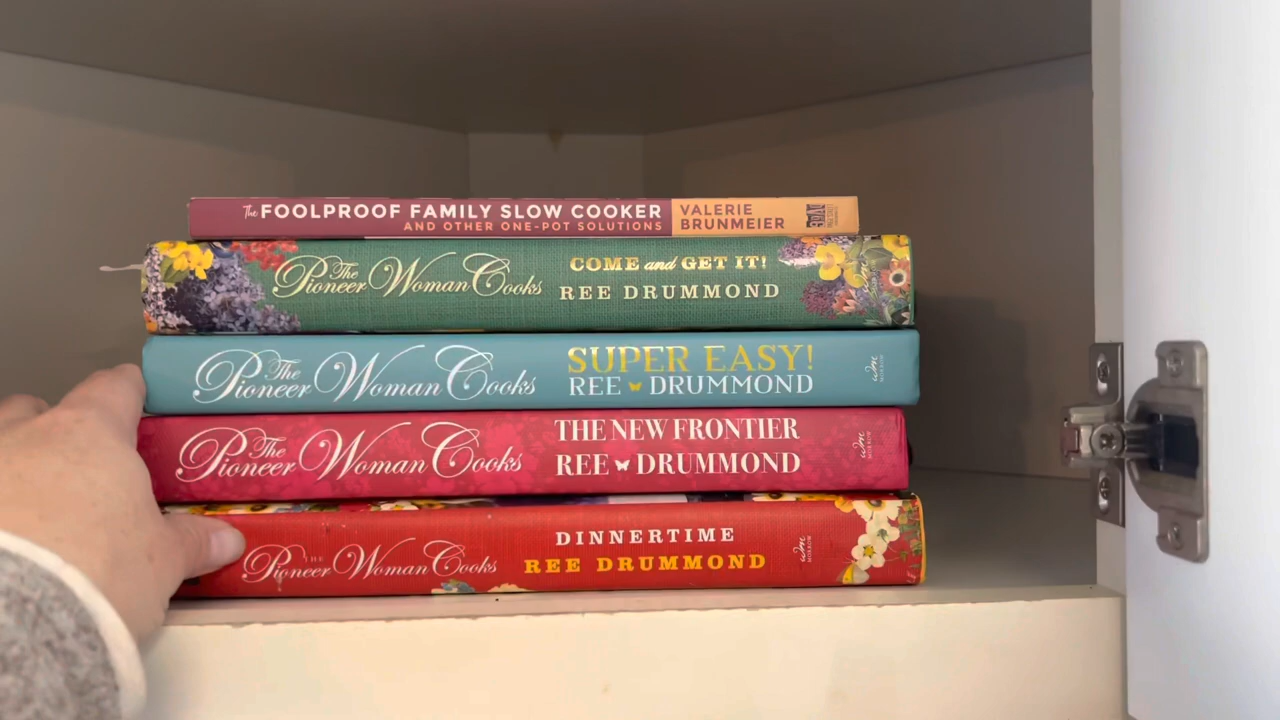 The FOOLPROOF FAMILY SLOW COOKER
AND OTHER ONE-POT SOLUTIONS
VALERIE
BRUNMEIER
The Pioneer Woman Cooks
COME and GET IT!
REE DRUMMOND
The Pioneer Woman Cooks
SUPER EASY!
REE DRUMMOND
The Pioneer Woman Cooks
THE NEW FRONTIER
REE DRUMMOND
THE Pioneer Woman Cooks
DINNERTIME
REE DRUMMOND
wm
MORROW